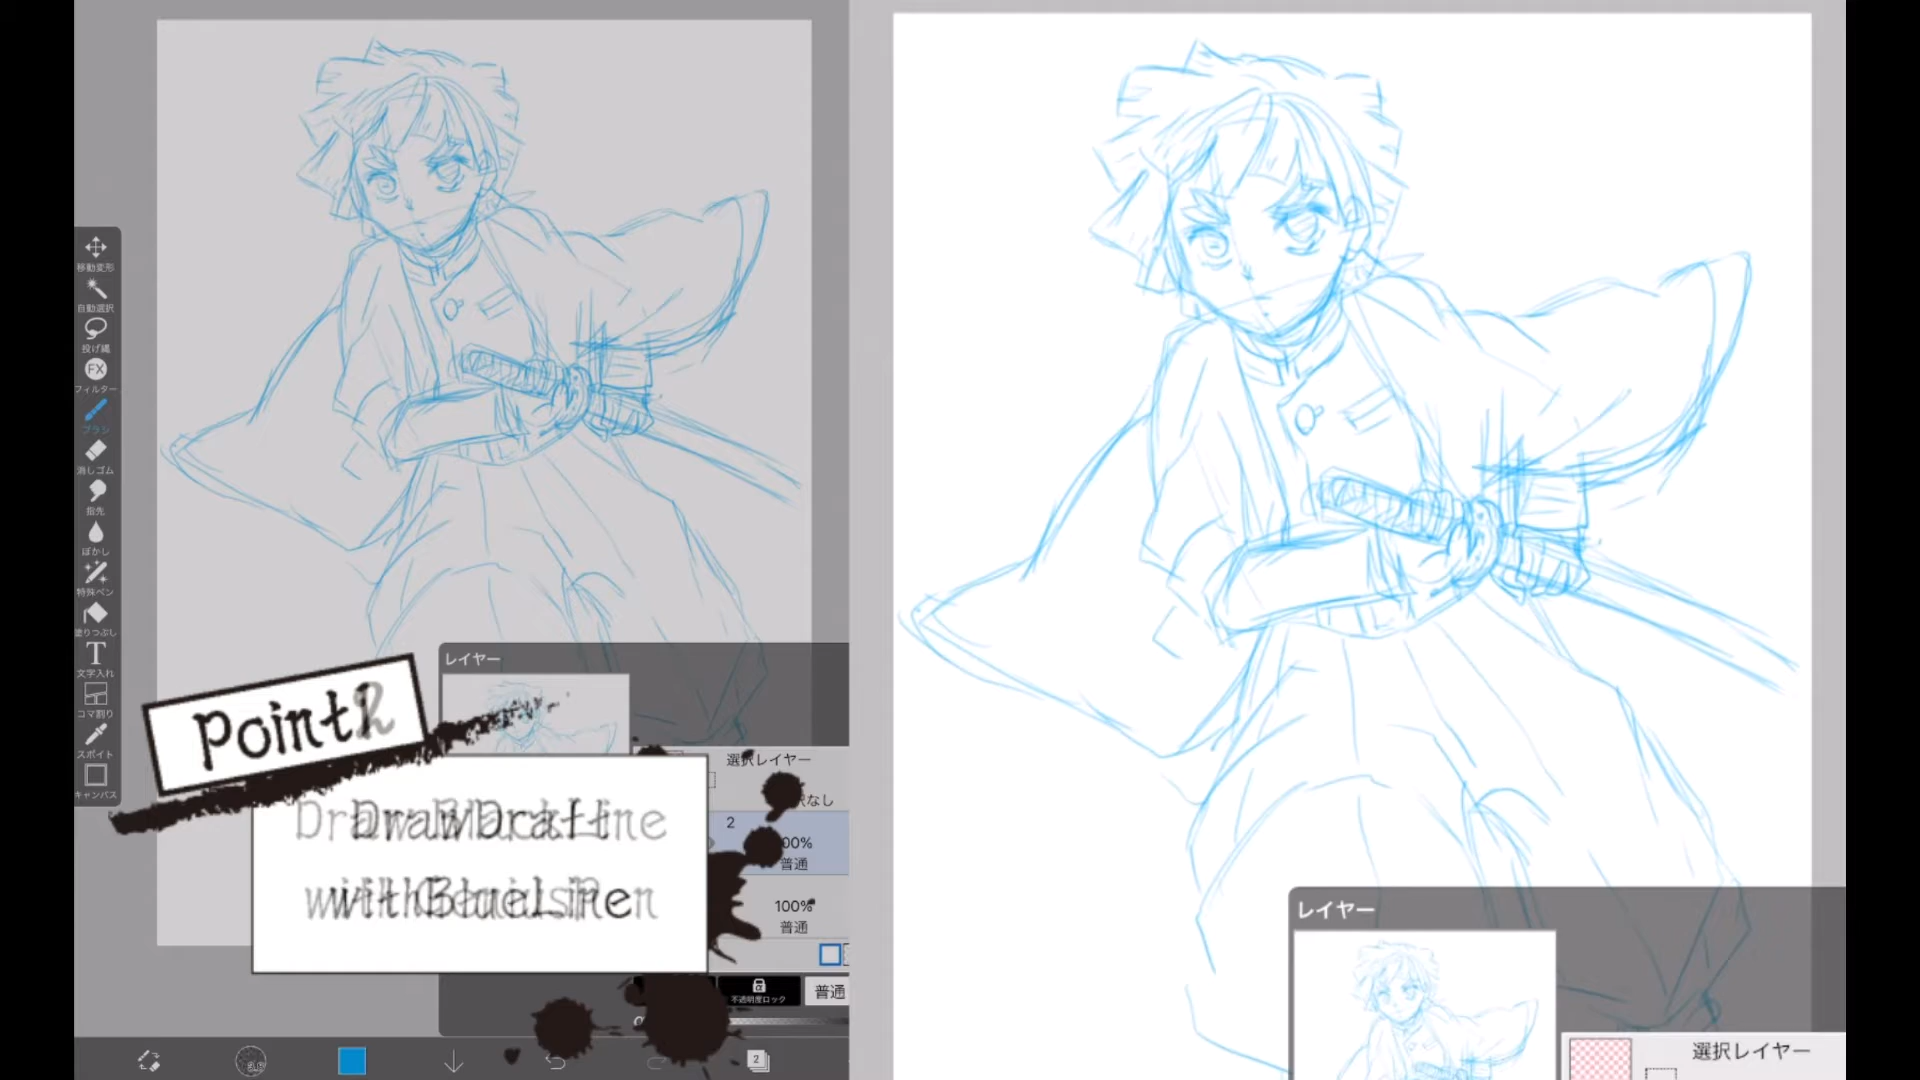 移動変形
自動選択
投げ縄
FX
フィルター
ブラシ
消しゴム
指先
ぼかし
特殊ペン
塗りつぶし
T
文字入れ
コマ割り
スポイト
キャンバス
レイヤー
選択レイヤー
なし
2
00%
普通
100%
普通
α
不透明度ロック
普通
2
Point
Draw Draft
with Blue Line
レイヤー
選択レイヤー